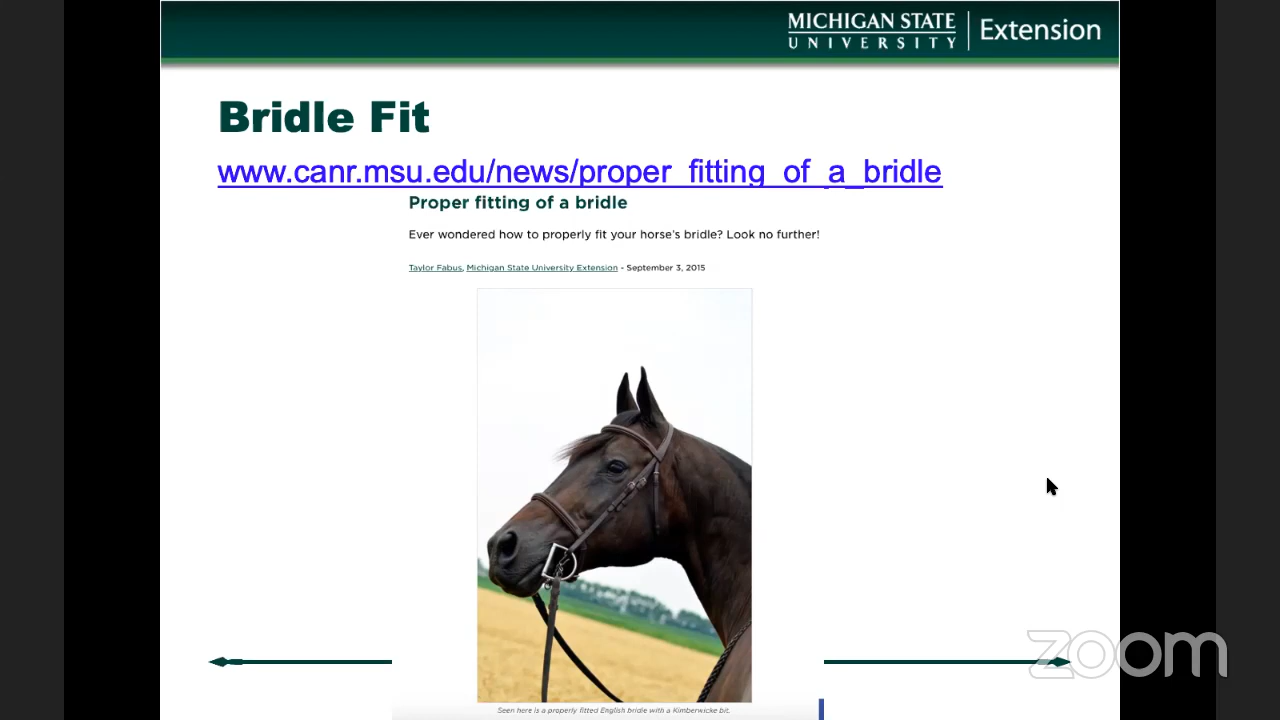 MICHIGAN STATE
UNIVERSITY
Extension
Bridle Fit
www.canr.msu.edu/news/proper_fitting_of_a_bridle
Proper fitting of a bridle
Ever wondered how to properly fit your horse's bridle? Look no further!
Taylor Fabus, Michigan State University Extension - September 3, 2015
Seen here is a properly fitted English bridle with a Kimberwicke bit.
zoom